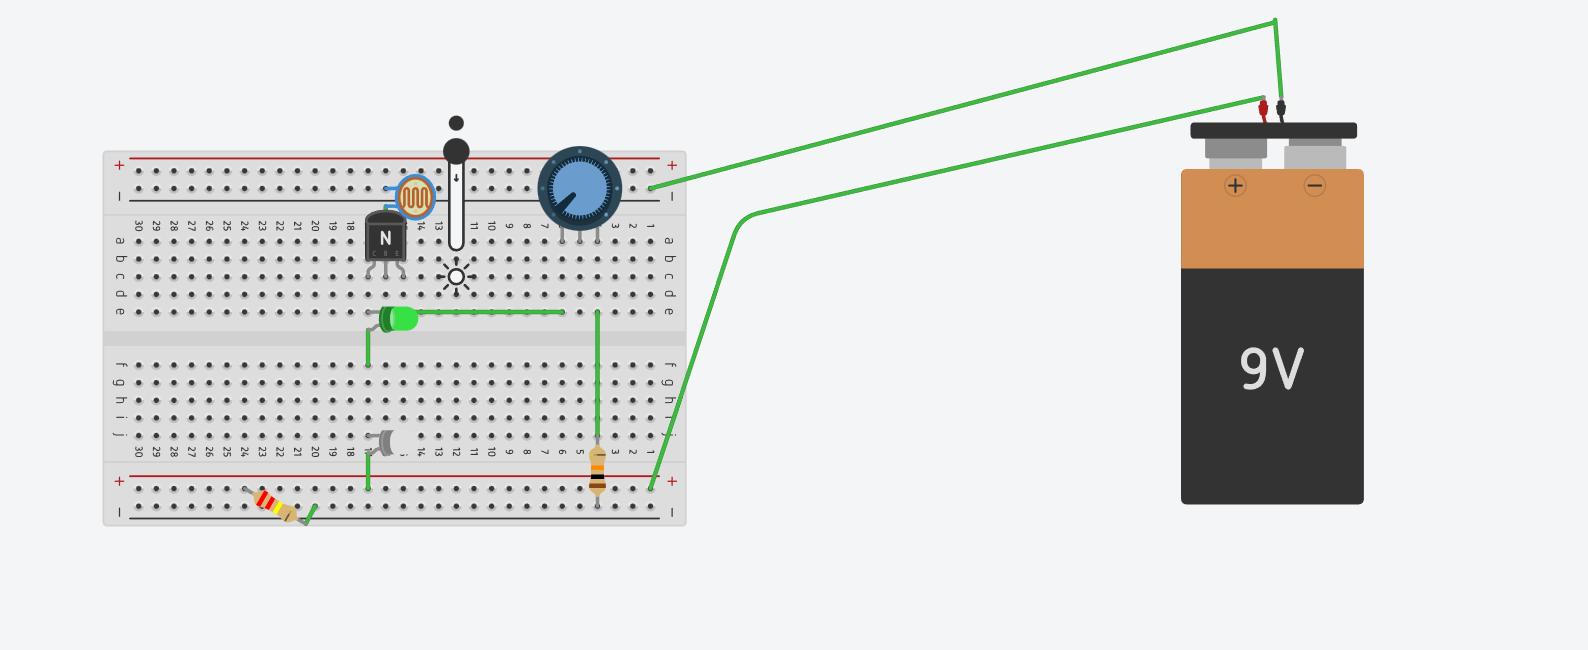 + +
− −
30 29 28 27 26 25 24 23 22 21 20 19 18 14 13 11 10 9 8 7 3 2 1
a a
b b
c c
d d
e e
N
C B E
f f
g g
h h
i i
j j
30 29 28 27 26 25 24 23 22 21 20 19 18 14 13 12 11 10 9 8 7 6 5 3 2 1
+ +
− −
+ −
9V